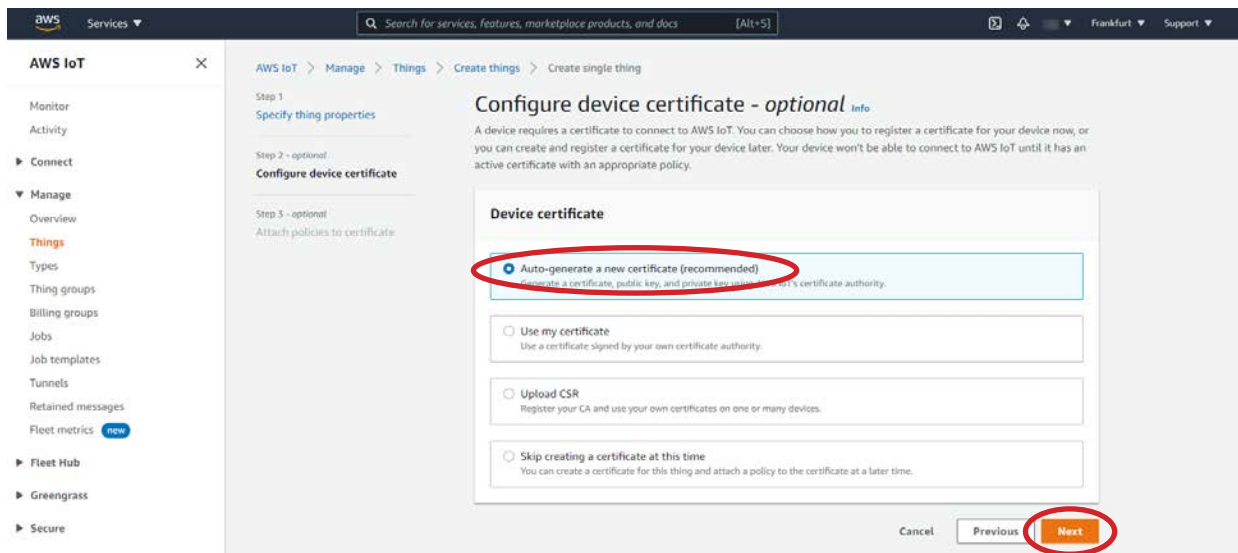 aws
Services ▼
Search for services, features, marketplace products, and docs [Alt+S]
Frankfurt ▼
Support ▼
AWS IoT
Monitor
Activity
Connect
Manage
Overview
Things
Types
Thing groups
Billing groups
Jobs
Job templates
Tunnels
Retained messages
Fleet metrics new
Fleet Hub
Greengrass
Secure
AWS IoT > Manage > Things > Create things > Create single thing
Step 1
Specify thing properties
Step 2 - optional
Configure device certificate
Step 3 - optional
Attach policies to certificate
Configure device certificate - optional Info
A device requires a certificate to connect to AWS IoT. You can choose how you to register a certificate for your device now, or
you can create and register a certificate for your device later. Your device won't be able to connect to AWS IoT until it has an
active certificate with an appropriate policy.
Device certificate
Auto-generate a new certificate (recommended)
Generate a certificate, public key, and private key using AWS IoT's certificate authority.
Use my certificate
Use a certificate signed by your own certificate authority.
Upload CSR
Register your CA and use your own certificates on one or many devices.
Skip creating a certificate at this time
You can create a certificate for this thing and attach a policy to the certificate at a later time.
Cancel
Previous
Next